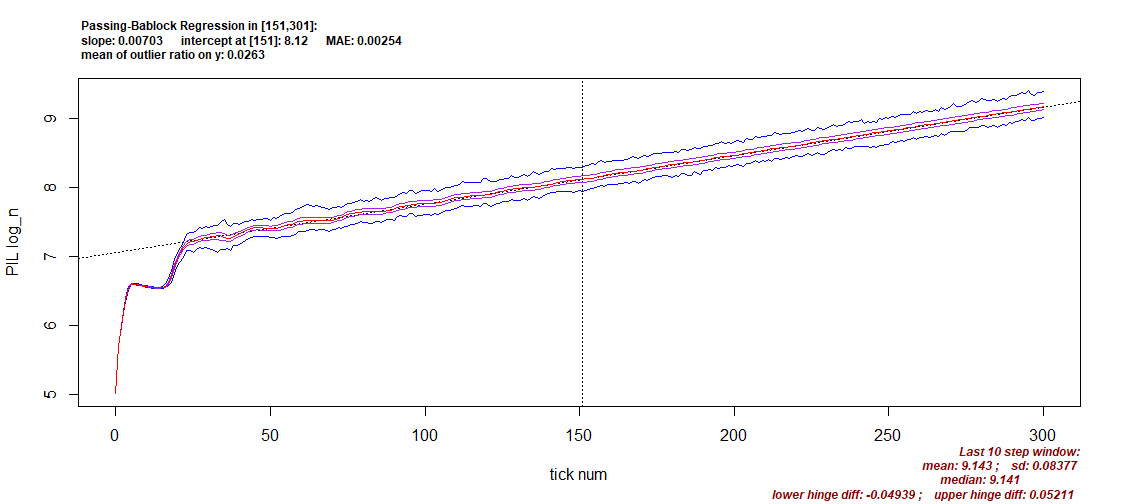 Passing-Bablock Regression in [151,301]:
slope: 0.00703 intercept at [151]: 8.12 MAE: 0.00254
mean of outlier ratio on y: 0.0263
9
8
7
6
5
PIL log_n
0 50 100 150 200 250 300
tick num
Last 10 step window:
mean: 9.143 ; sd: 0.08377
median: 9.141
lower hinge diff: -0.04939 ; upper hinge diff: 0.05211